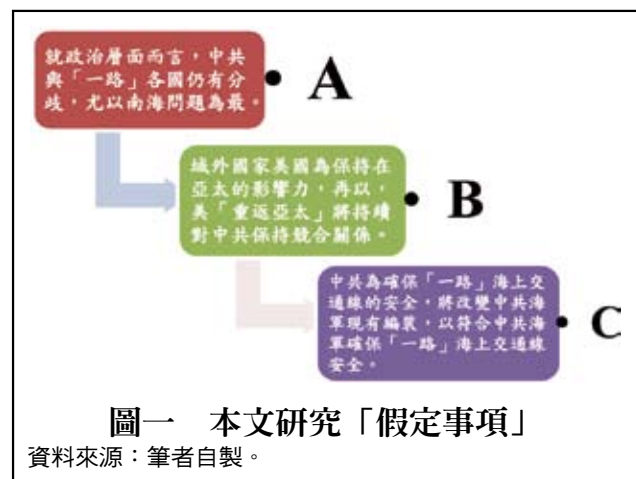 就政治層面而言，中共
與「一路」各國仍有分
歧，尤以南海問題為最。
A
域外國家美國為保持在
亞太的影響力，再以，
美「重返亞太」將持續
對中共保持競合關係。
B
中共為確保「一路」海上交
通線的安全，將改變中共海
軍現有編裝，以符合中共海
軍確保「一路」海上交通線
安全。
C
圖一　本文研究「假定事項」
資料來源：筆者自製。